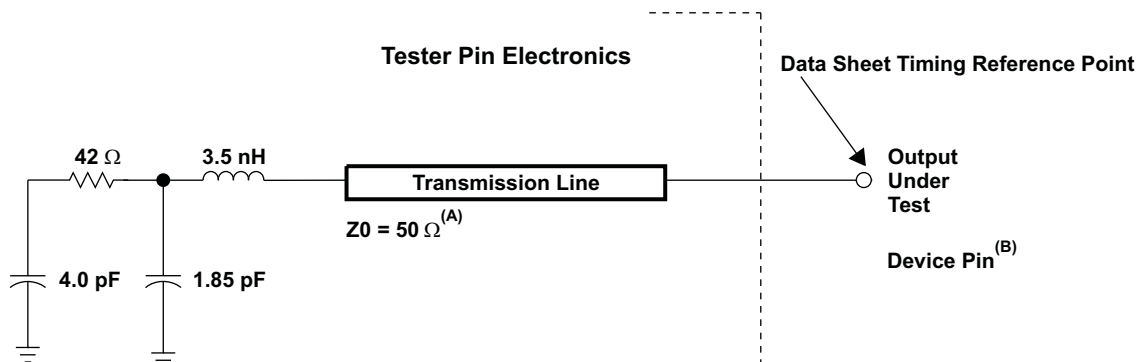 Tester Pin Electronics
Data Sheet Timing Reference Point
42 Ω
3.5 nH
Transmission Line
Output
Under
Test
Z0 = 50 Ω(A)
Device Pin(B)
4.0 pF
1.85 pF